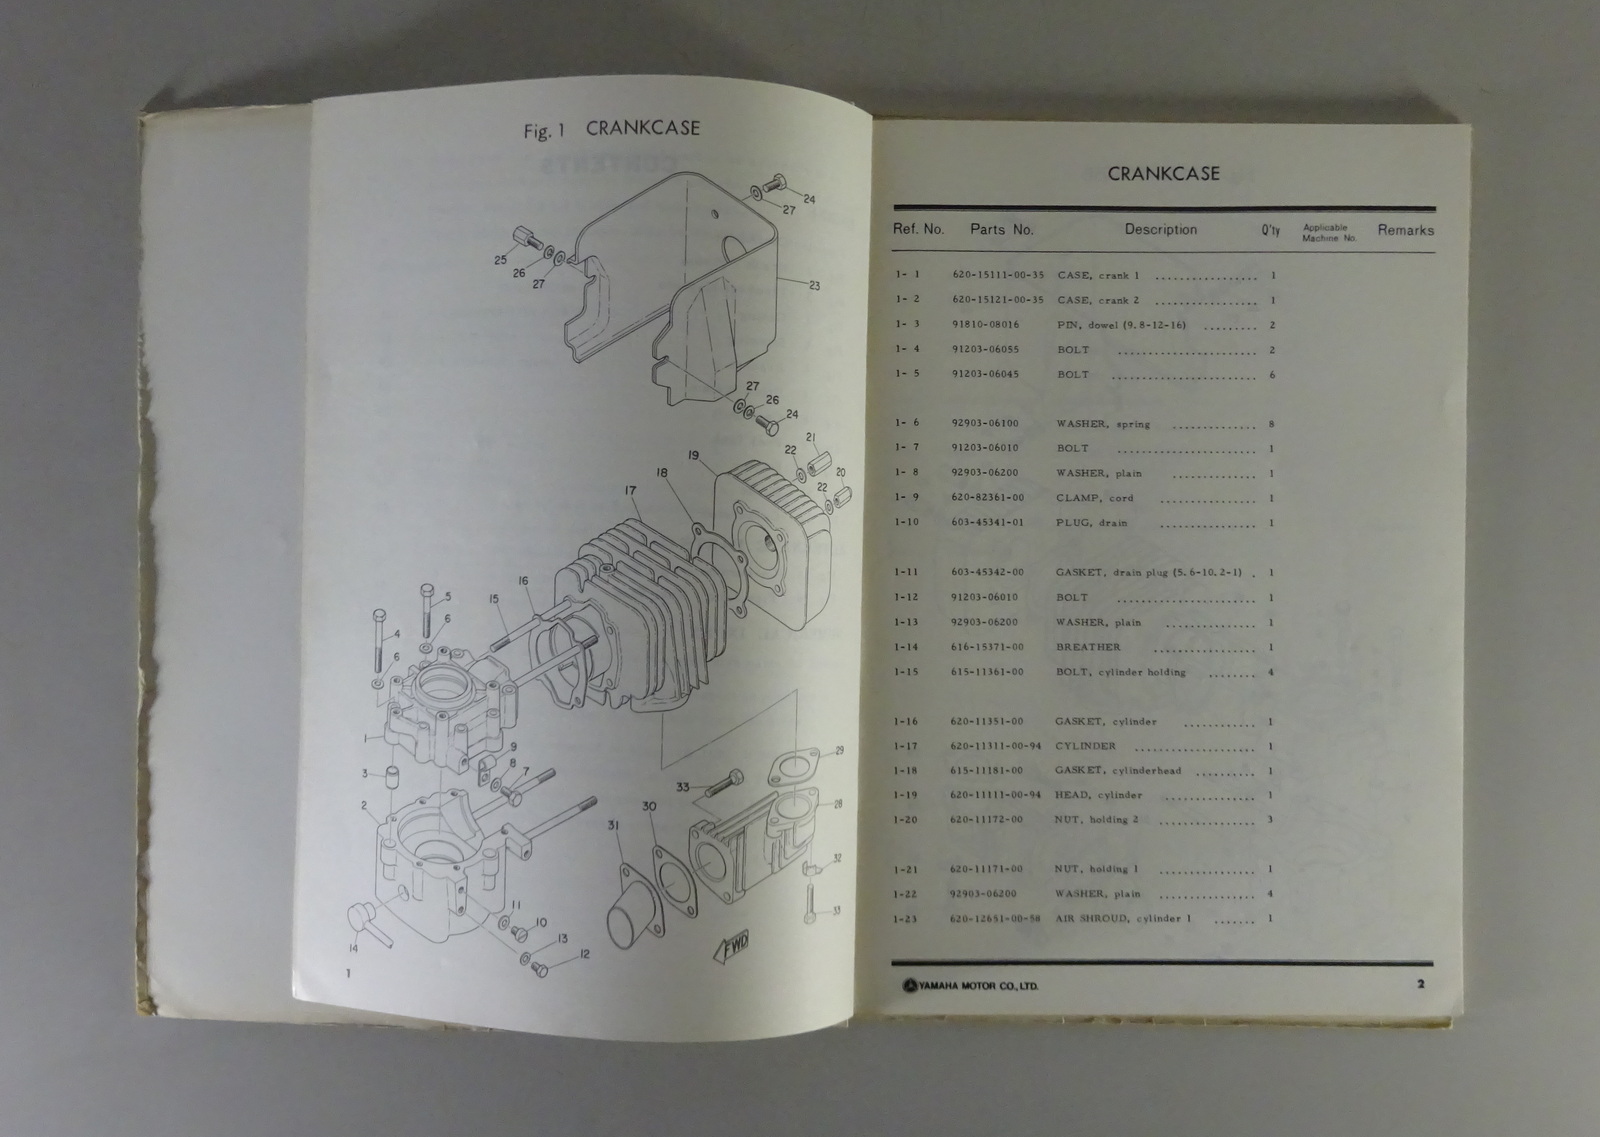 Fig. 1 CRANKCASE
24
27
25
26
27
23
27
26
24
21
22
19
20
22
18
17
16
15
5
6
4
6
1
9
8
7
3
2
29
33
28
30
31
32
33
11
10
14
13
12
FWD
1
CRANKCASE
Ref. No. Parts No. Description Q'ty Applicable Machine No. Remarks
1- 1 620-15111-00-35 CASE, crank 1 ................. 1
1- 2 620-15121-00-35 CASE, crank 2 ................. 1
1- 3 91810-08016 PIN, dowel (9.8-12-16) ......... 2
1- 4 91203-06055 BOLT ....................... 2
1- 5 91203-06045 BOLT ........................ 6
1- 6 92903-06100 WASHER, spring .............. 8
1- 7 91203-06010 BOLT ....................... 1
1- 8 92903-06200 WASHER, plain .............. 1
1- 9 620-82361-00 CLAMP, cord ................ 1
1-10 603-45341-01 PLUG, drain ................ 1
1-11 603-45342-00 GASKET, drain plug (5.6-10.2-1) . 1
1-12 91203-06010 BOLT ....................... 1
1-13 92903-06200 WASHER, plain ............... 1
1-14 616-15371-00 BREATHER ................. 1
1-15 615-11361-00 BOLT, cylinder holding ........ 4
1-16 620-11351-00 GASKET, cylinder ............ 1
1-17 620-11311-00-94 CYLINDER .................... 1
1-18 615-11181-00 GASKET, cylinderhead .......... 1
1-19 620-11111-00-94 HEAD, cylinder ............... 1
1-20 620-11172-00 NUT, holding 2 ................ 3
1-21 620-11171-00 NUT, holding 1 ................ 1
1-22 92903-06200 WASHER, plain ................ 4
1-23 620-12651-00-58 AIR SHROUD, cylinder 1 ....... 1
YAMAHA MOTOR CO., LTD.
2